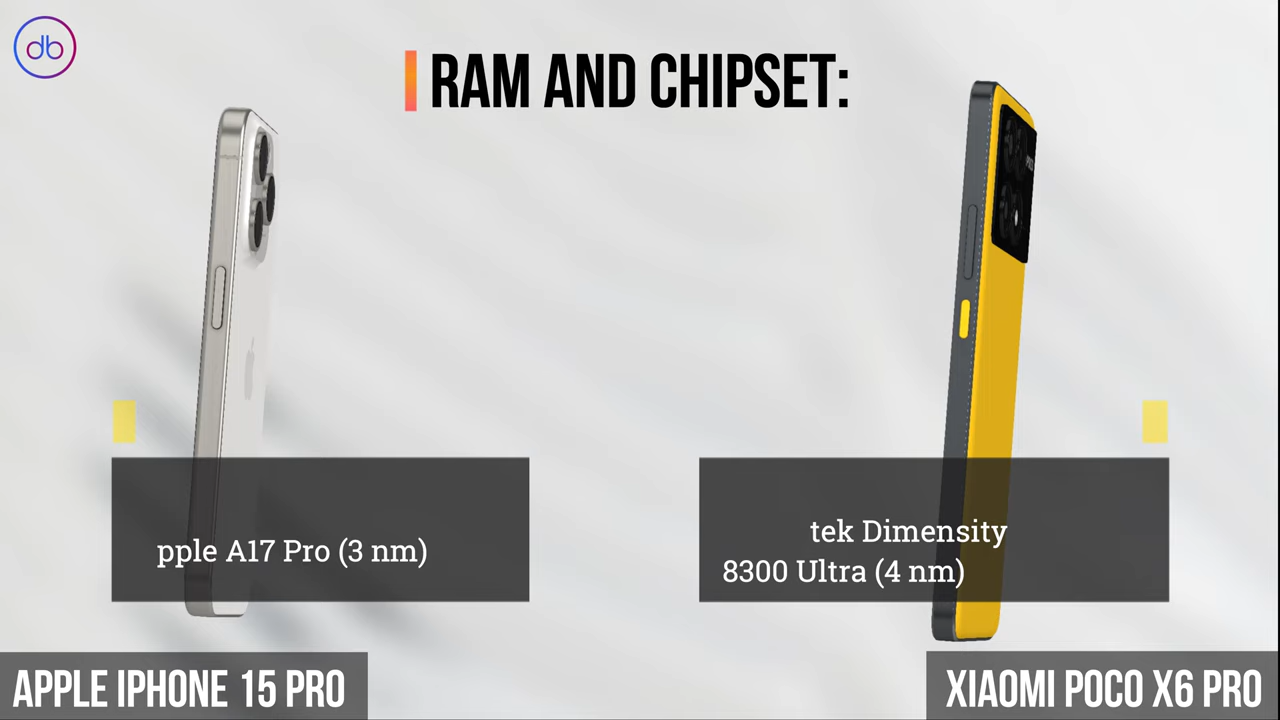 db
RAM AND CHIPSET:
pple A17 Pro (3 nm)
tek Dimensity
8300 Ultra (4 nm)
APPLE IPHONE 15 PRO
XIAOMI POCO X6 PRO